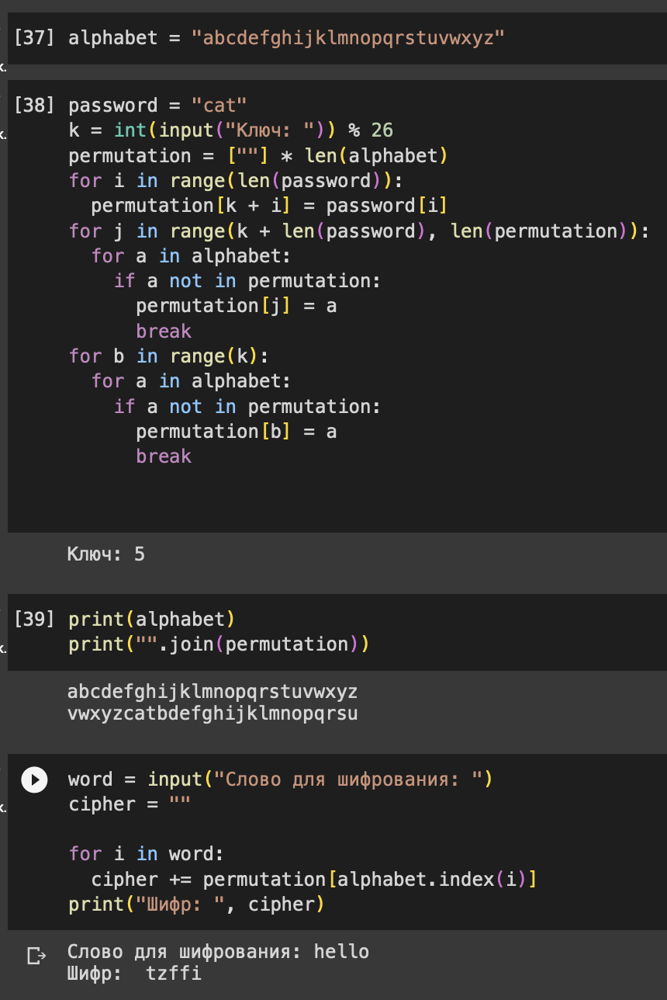 [37] alphabet = "abcdefghijklmnopqrstuvwxyz"
[38] password = "cat"
k = int(input("Ключ: ")) % 26
permutation = [""] * len(alphabet)
for i in range(len(password)):
  permutation[k + i] = password[i]
for j in range(k + len(password), len(permutation)):
  for a in alphabet:
    if a not in permutation:
      permutation[j] = a
      break
for b in range(k):
  for a in alphabet:
    if a not in permutation:
      permutation[b] = a
      break
Ключ: 5
[39] print(alphabet)
print("".join(permutation))
abcdefghijklmnopqrstuvwxyz
vwxyzcatbdefghijklmnopqrsu
word = input("Слово для шифрования: ")
cipher = ""
for i in word:
  cipher += permutation[alphabet.index(i)]
print("Шифр: ", cipher)
Слово для шифрования: hello
Шифр:  tzffi